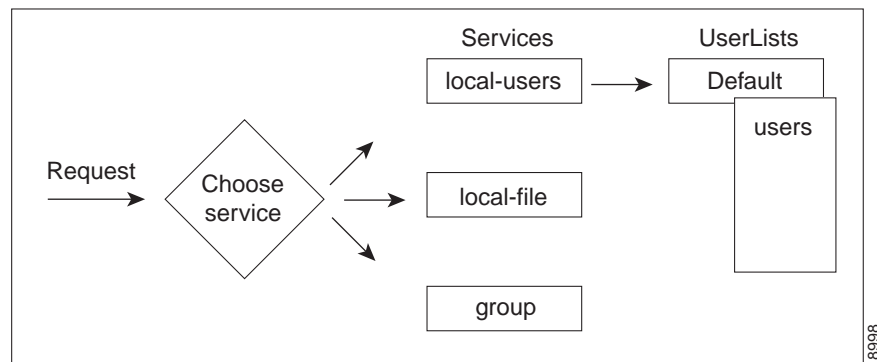 Services
UserLists
local-users
Default
users
Request
Choose
service
local-file
group
8998